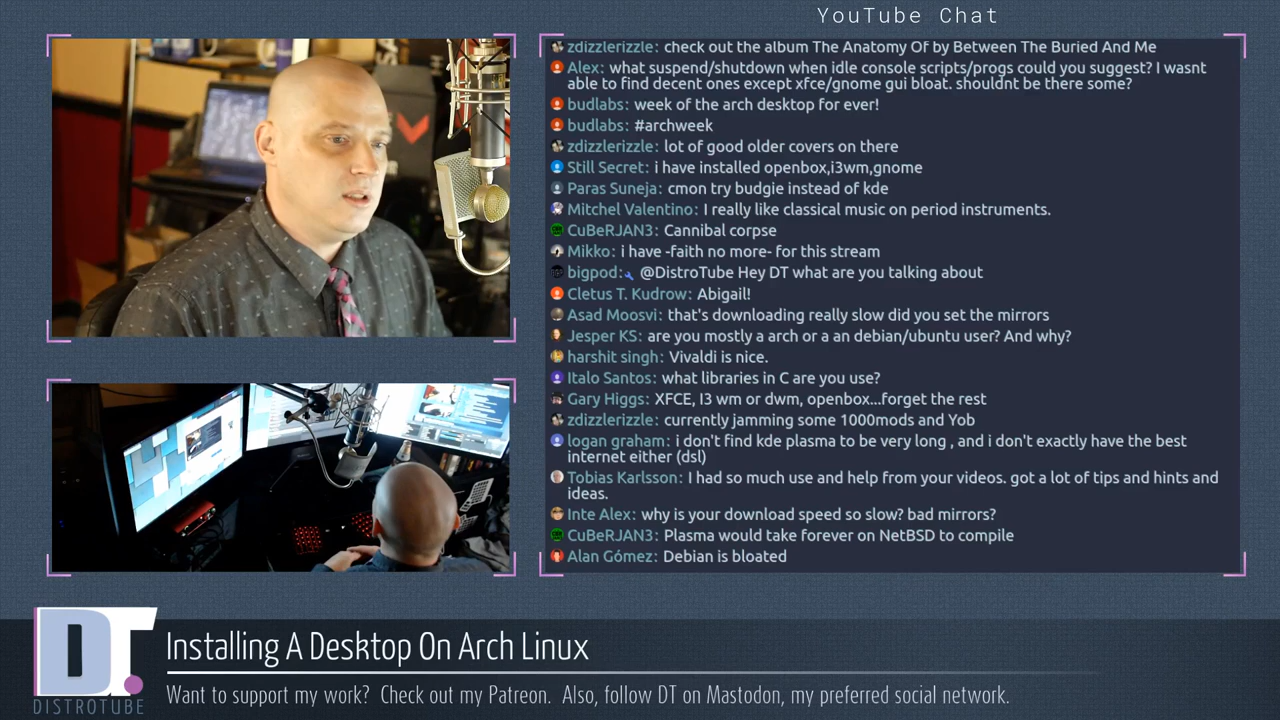 YouTube Chat
zdizzlerizzle: check out the album The Anatomy Of by Between The Buried And Me
Alex: what suspend/shutdown when idle console scripts/progs could you suggest? I wasnt
able to find decent ones except xfce/gnome gui bloat. shouldnt be there some?
budlabs: week of the arch desktop for ever!
budlabs: #archweek
zdizzlerizzle: lot of good older covers on there
Still Secret: i have installed openbox,i3wm,gnome
Paras Suneja: cmon try budgie instead of kde
Mitchel Valentino: I really like classical music on period instruments.
CuBeRJAN3: Cannibal corpse
Mikko: i have -faith no more- for this stream
bigpod: @DistroTube Hey DT what are you talking about
Cletus T. Kudrow: Abigail!
Asad Moosvi: that's downloading really slow did you set the mirrors
Jesper KS: are you mostly a arch or a an debian/ubuntu user? And why?
harshit singh: Vivaldi is nice.
Italo Santos: what libraries in C are you use?
Gary Higgs: XFCE, I3 wm or dwm, openbox...forget the rest
zdizzlerizzle: currently jamming some 1000mods and Yob
logan graham: i don't find kde plasma to be very long , and i don't exactly have the best
internet either (dsl)
Tobias Karlsson: I had so much use and help from your videos. got a lot of tips and hints and
ideas.
Inte Alex: why is your download speed so slow? bad mirrors?
CuBeRJAN3: Plasma would take forever on NetBSD to compile
Alan Gómez: Debian is bloated
DT
DISTROTUBE
Installing A Desktop On Arch Linux
Want to support my work? Check out my Patreon. Also, follow DT on Mastodon, my preferred social network.